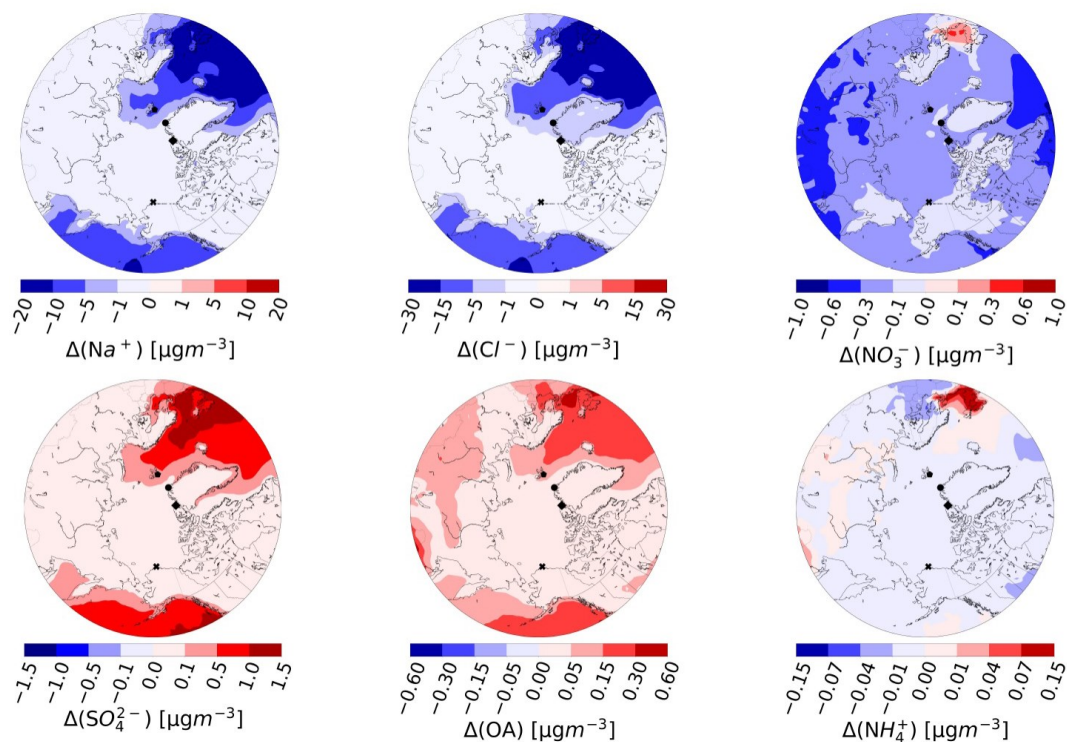 −20 −10 −5 −1 0 1 5 10 20
Δ(Na⁺) [μgm⁻³]
−30 −15 −5 −1 0 1 5 15 30
Δ(Cl⁻) [μgm⁻³]
−1.0 −0.6 −0.3 −0.1 0.0 0.1 0.3 0.6 1.0
Δ(NO₃⁻) [μgm⁻³]
−1.5 −1.0 −0.5 −0.1 0.0 0.1 0.5 1.0 1.5
Δ(SO₄²⁻) [μgm⁻³]
−0.60 −0.30 −0.15 −0.05 0.00 0.05 0.15 0.30 0.60
Δ(OA) [μgm⁻³]
−0.15 −0.07 −0.04 −0.01 0.00 0.01 0.04 0.07 0.15
Δ(NH₄⁺) [μgm⁻³]